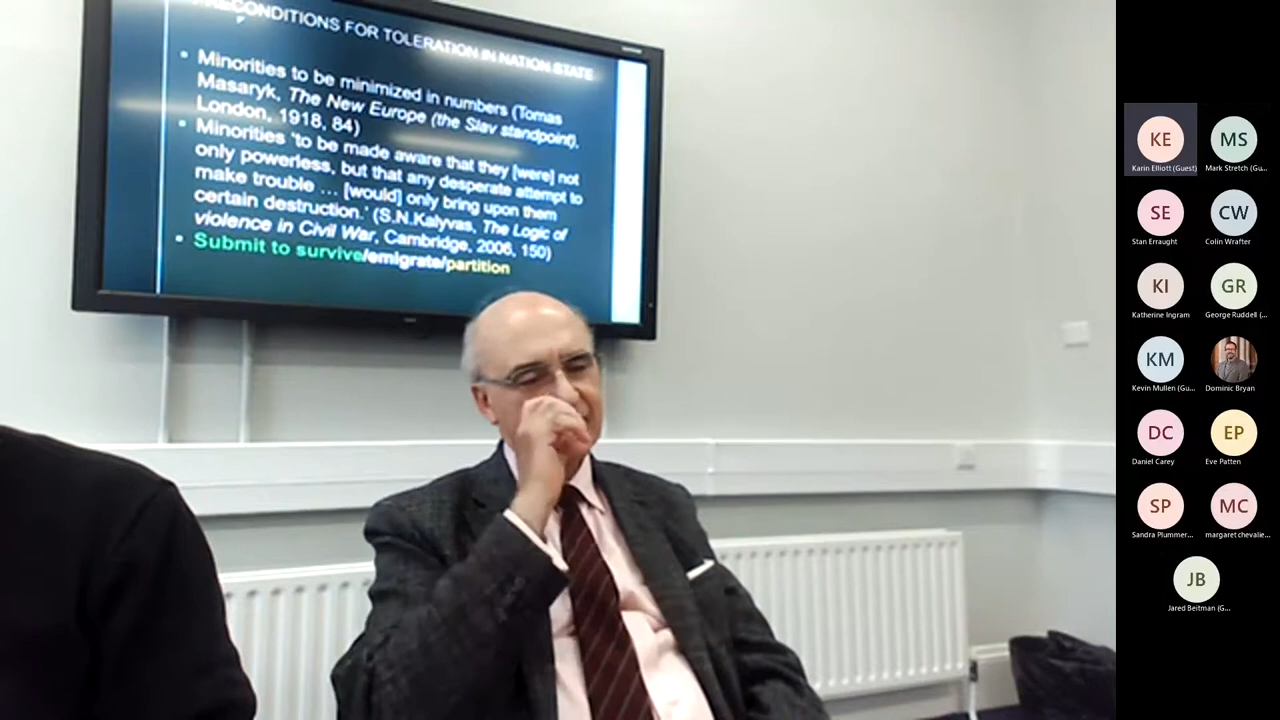 PRECONDITIONS FOR TOLERATION IN NATION STATE
• Minorities to be minimized in numbers (Tomas
Masaryk, The New Europe (the Slav standpoint),
London, 1918, 84)
• Minorities 'to be made aware that they [were] not
only powerless, but that any desperate attempt to
make trouble ... [would] only bring upon them
certain destruction.' (S.N.Kalyvas, The Logic of
violence in Civil War, Cambridge, 2006, 150)
• Submit to survive/emigrate/partition
KE
Karin Elliott (Guest)
MS
Mark Stretch (Gu...
SE
Stan Erraught
CW
Colin Wrafter
KI
Katherine Ingram
GR
George Ruddell (...
KM
Kevin Mullen (Gu...
Dominic Bryan
DC
Daniel Carey
EP
Eve Patten
SP
Sandra Plummer...
MC
margaret chevalie...
JB
Jared Beitman (G...